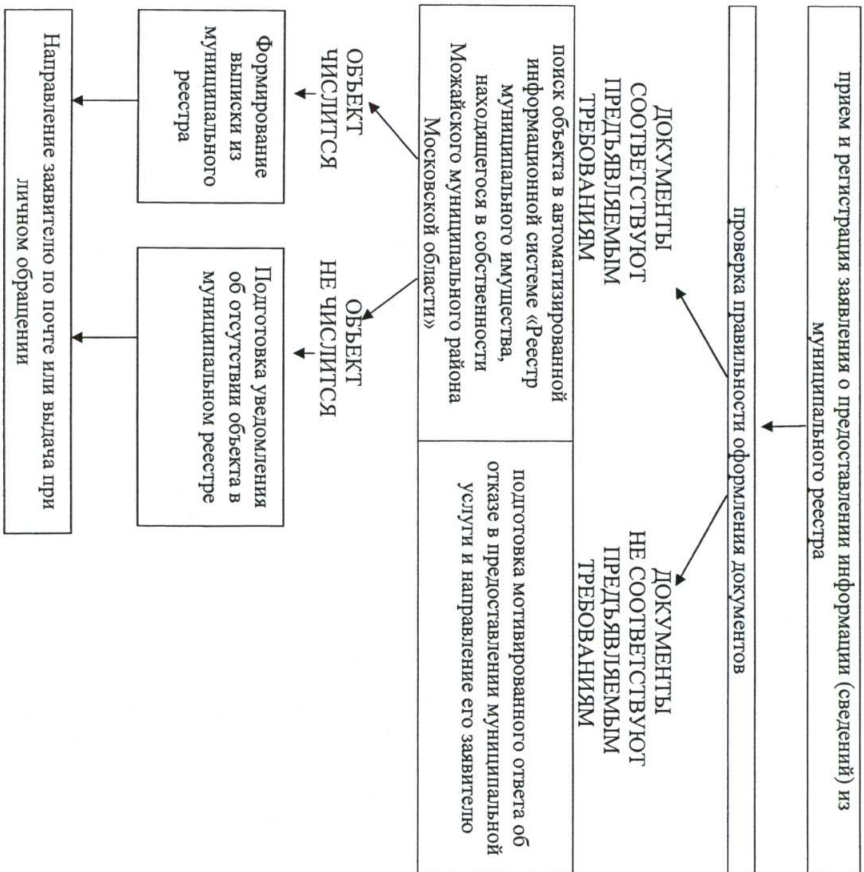 прием и регистрация заявления о предоставлении информации (сведений) из
муниципального реестра
проверка правильности оформления документов
ДОКУМЕНТЫ
СООТВЕТСТВУЮТ
ПРЕДЪЯВЛЯЕМЫМ
ТРЕБОВАНИЯМ
ДОКУМЕНТЫ
НЕ СООТВЕТСТВУЮТ
ПРЕДЪЯВЛЯЕМЫМ
ТРЕБОВАНИЯМ
поиск объекта в автоматизированной
информационной системе «Реестр
муниципального имущества,
находящегося в собственности
Можайского муниципального района
Московской области»
подготовка мотивированного ответа об
отказе в предоставлении муниципальной
услуги и направление его заявителю
ОБЪЕКТ
ЧИСЛИТСЯ
ОБЪЕКТ
НЕ ЧИСЛИТСЯ
Формирование
выписки из
муниципального
реестра
Подготовка уведомления
об отсутствии объекта в
муниципальном реестре
Направление заявителю по почте или выдача при
личном обращении